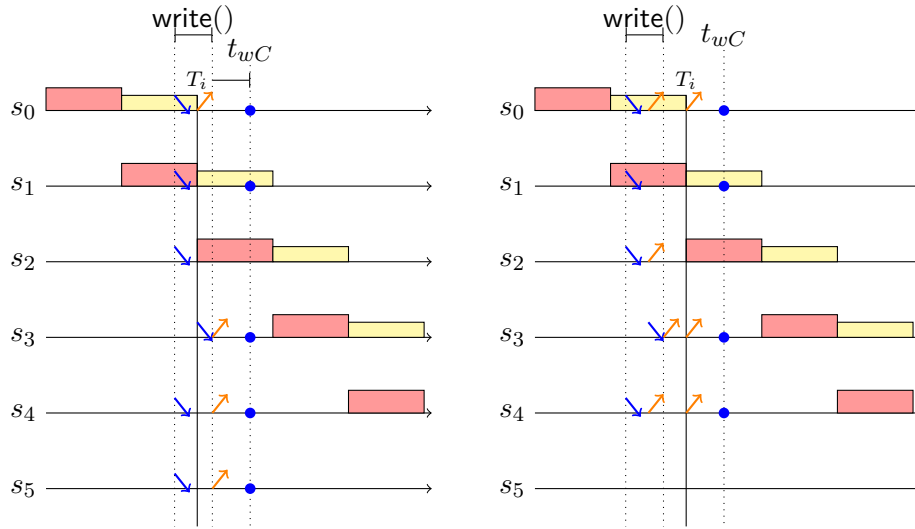 write()
t_{wC}
T_i
s_0
s_1
s_2
s_3
s_4
s_5
write()
t_{wC}
T_i
s_0
s_1
s_2
s_3
s_4
s_5